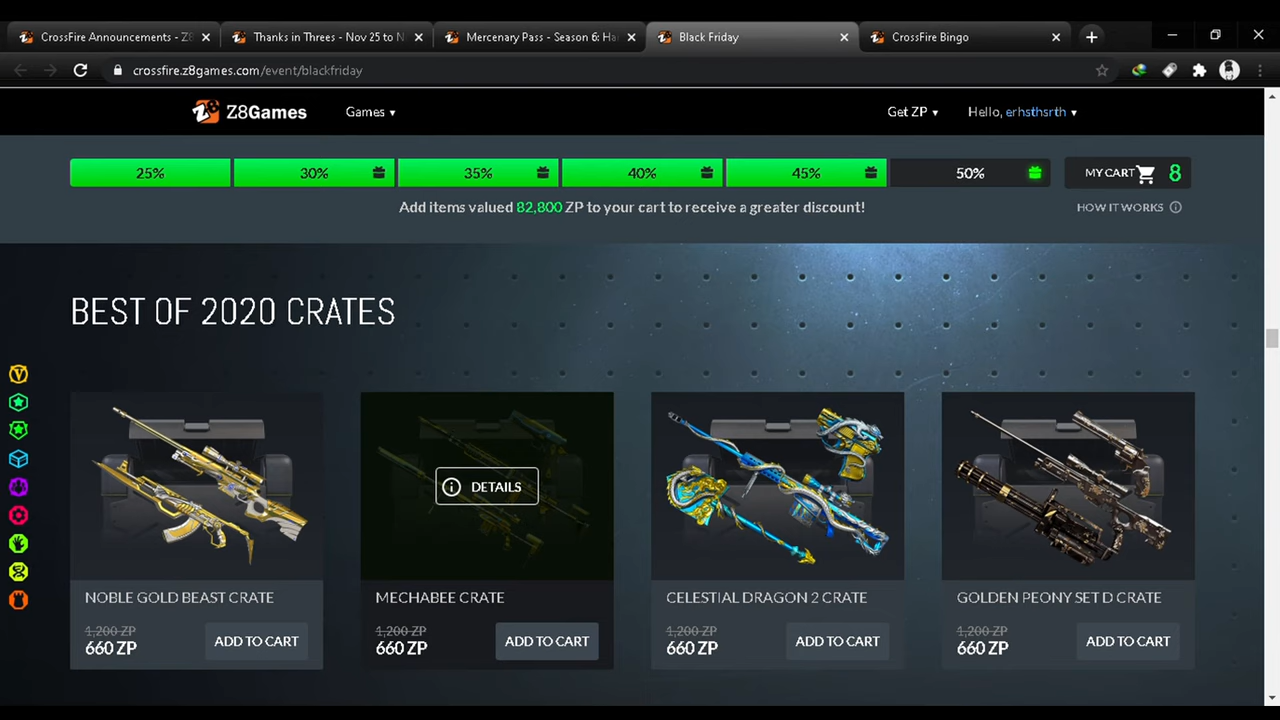 CrossFire Announcements - Z8
Thanks in Threes - Nov 25 to N
Mercenary Pass - Season 6: Ha
Black Friday
CrossFire Bingo
crossfire.z8games.com/event/blackfriday
Z8Games
Games
Get ZP
Hello, erhsthsrth
25%
30%
35%
40%
45%
50%
MY CART 8
Add items valued 82,800 ZP to your cart to receive a greater discount!
HOW IT WORKS
BEST OF 2020 CRATES
DETAILS
NOBLE GOLD BEAST CRATE
1,200 ZP
660 ZP
ADD TO CART
MECHABEE CRATE
1,200 ZP
660 ZP
ADD TO CART
CELESTIAL DRAGON 2 CRATE
1,200 ZP
660 ZP
ADD TO CART
GOLDEN PEONY SET D CRATE
1,200 ZP
660 ZP
ADD TO CART